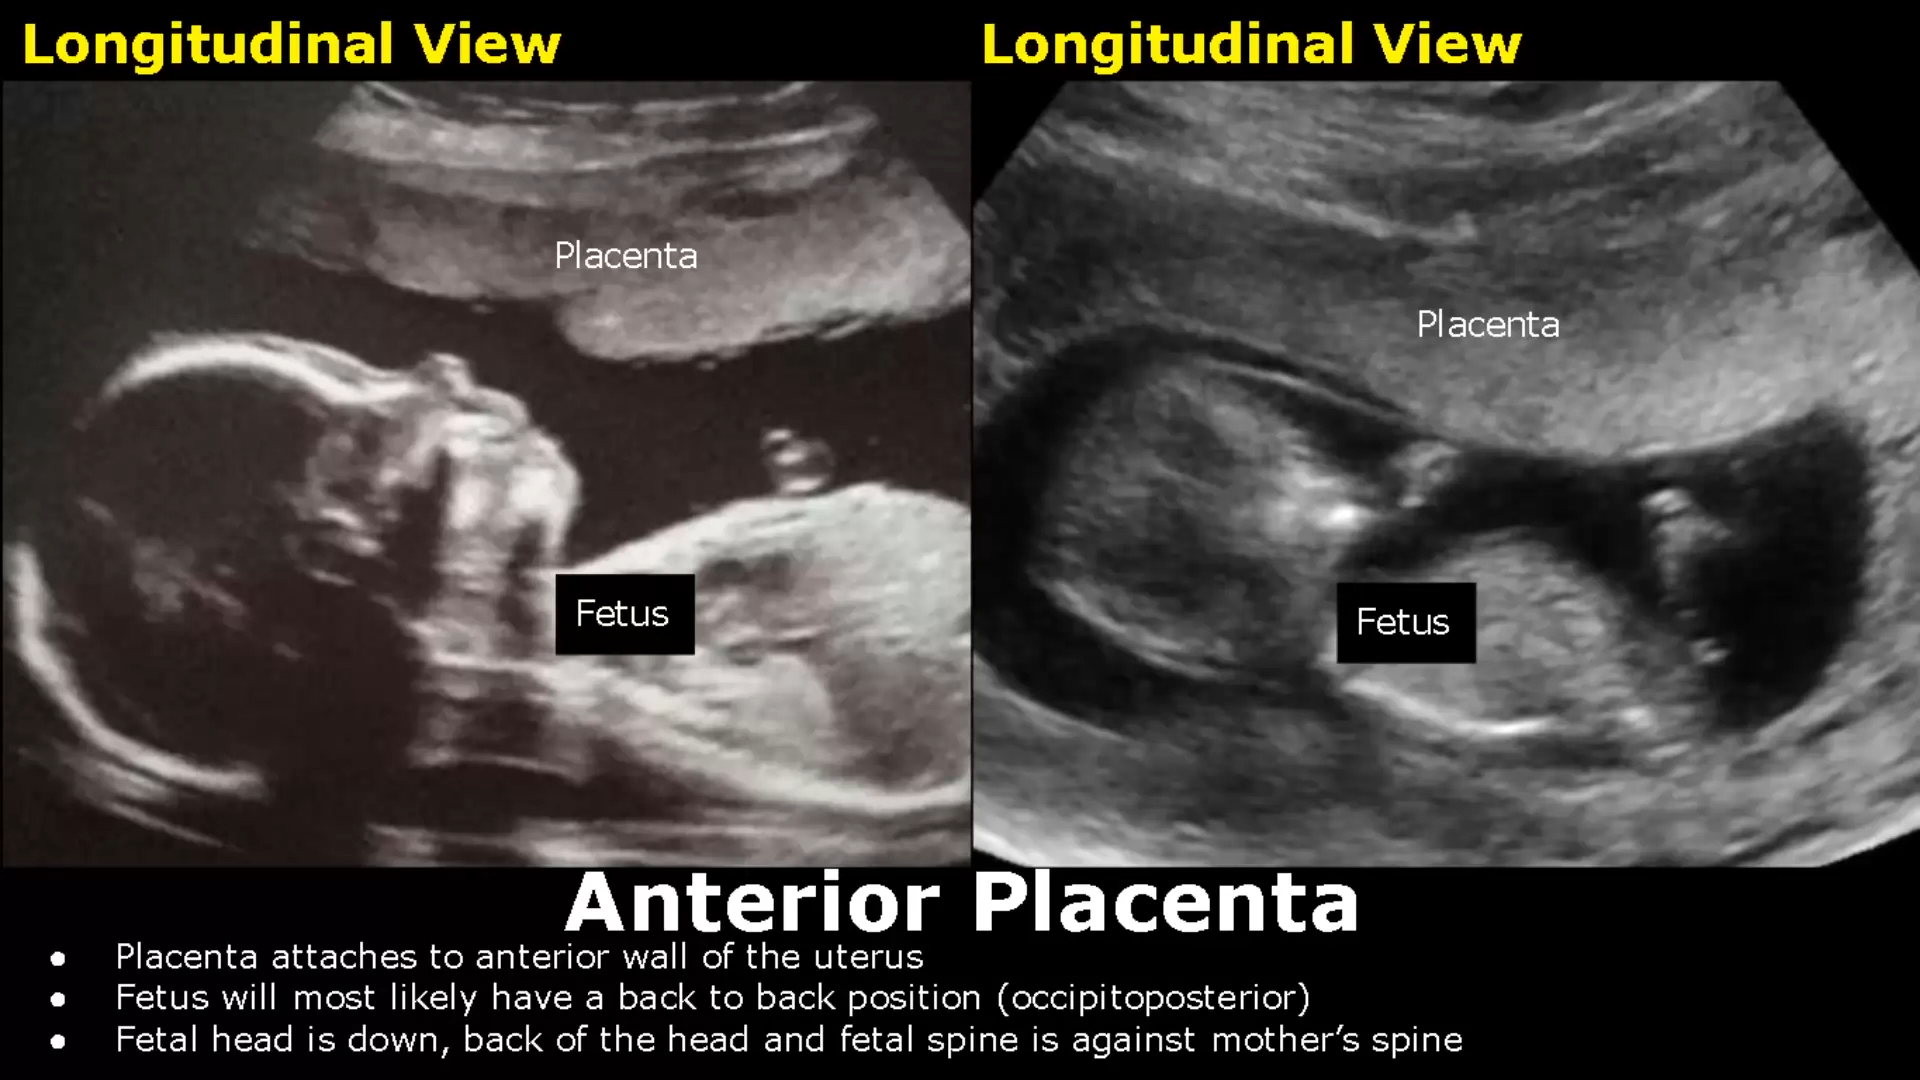 Longitudinal View
Longitudinal View
Placenta
Placenta
Fetus
Fetus
Anterior Placenta
• Placenta attaches to anterior wall of the uterus
• Fetus will most likely have a back to back position (occipitoposterior)
• Fetal head is down, back of the head and fetal spine is against mother’s spine